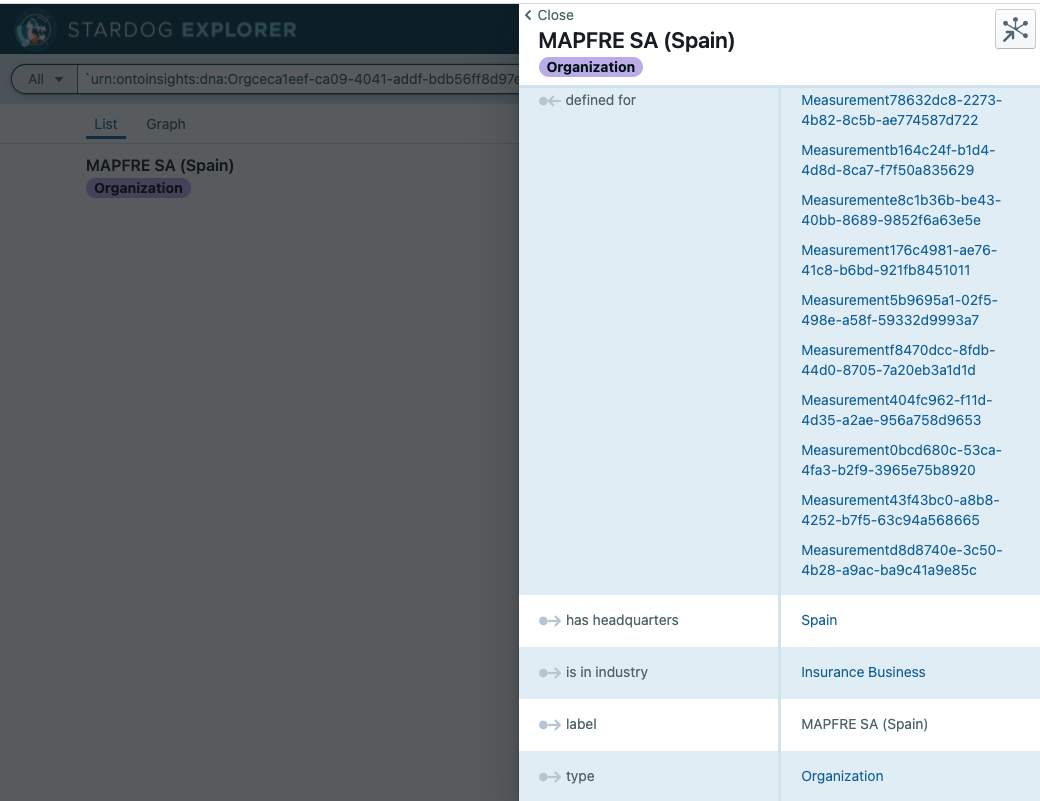 STARDOG EXPLORER
All
`urn:ontoinsights:dna:Orgceca1eef-ca09-4041-addf-bdb56ff8d97e
List
Graph
MAPFRE SA (Spain)
Organization
Close
MAPFRE SA (Spain)
Organization
defined for
Measurement78632dc8-2273-
4b82-8c5b-ae774587d722
Measurementb164c24f-b1d4-
4d8d-8ca7-f7f50a835629
Measuremente8c1b36b-be43-
40bb-8689-9852f6a63e5e
Measurement176c4981-ae76-
41c8-b6bd-921fb8451011
Measurement5b9695a1-02f5-
498e-a58f-59332d9993a7
Measurementf8470dcc-8fdb-
44d0-8705-7a20eb3a1d1d
Measurement404fc962-f11d-
4d35-a2ae-956a758d9653
Measurement0bcd680c-53ca-
4fa3-b2f9-3965e75b8920
Measurement43f43bc0-a8b8-
4252-b7f5-63c94a568665
Measurementd8d8740e-3c50-
4b28-a9ac-ba9c41a9e85c
has headquarters
Spain
is in industry
Insurance Business
label
MAPFRE SA (Spain)
type
Organization